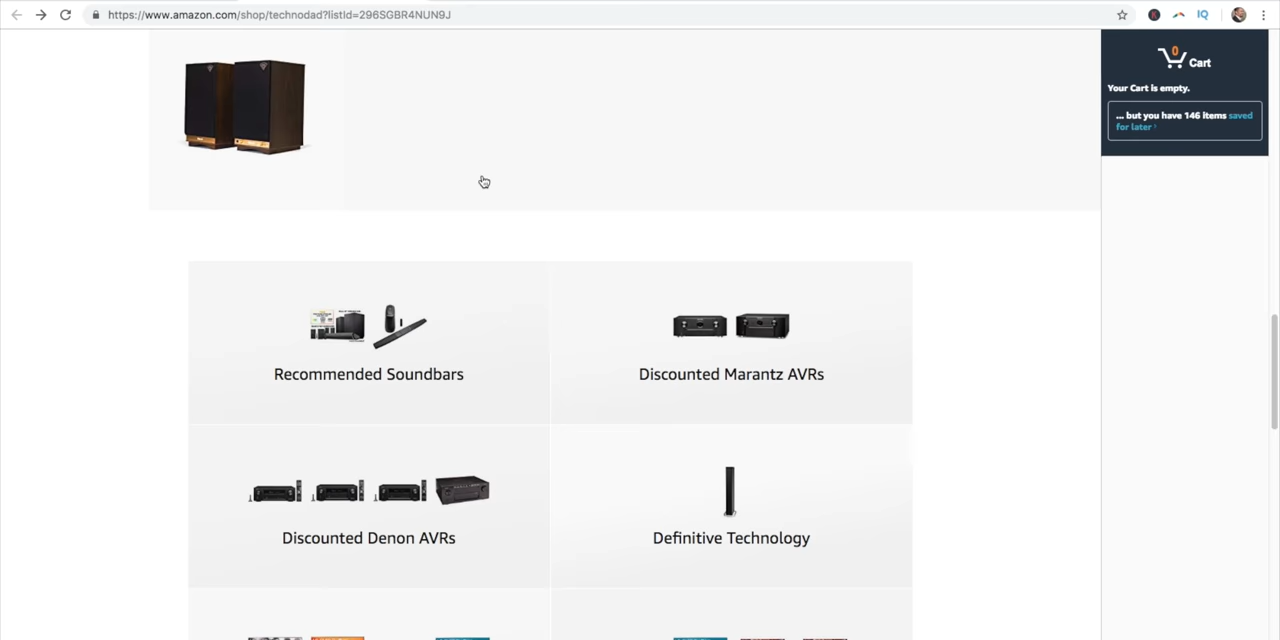 https://www.amazon.com/shop/technodad?listId=296SGBR4NUN9J
IQ
0
Cart
Your Cart is empty.
... but you have 146 items saved
for later ›
Recommended Soundbars
Discounted Marantz AVRs
Discounted Denon AVRs
Definitive Technology